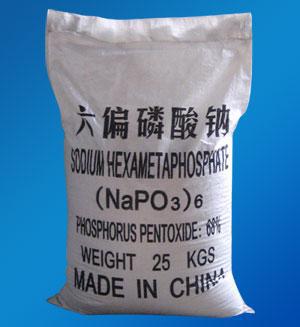 六偏磷酸钠
SODIUM HEXAMETAPHOSPHATE
(NaPO₃)₆
PHOSPHORUS PENTOXIDE: 68%
WEIGHT 25 KGS
MADE IN CHINA